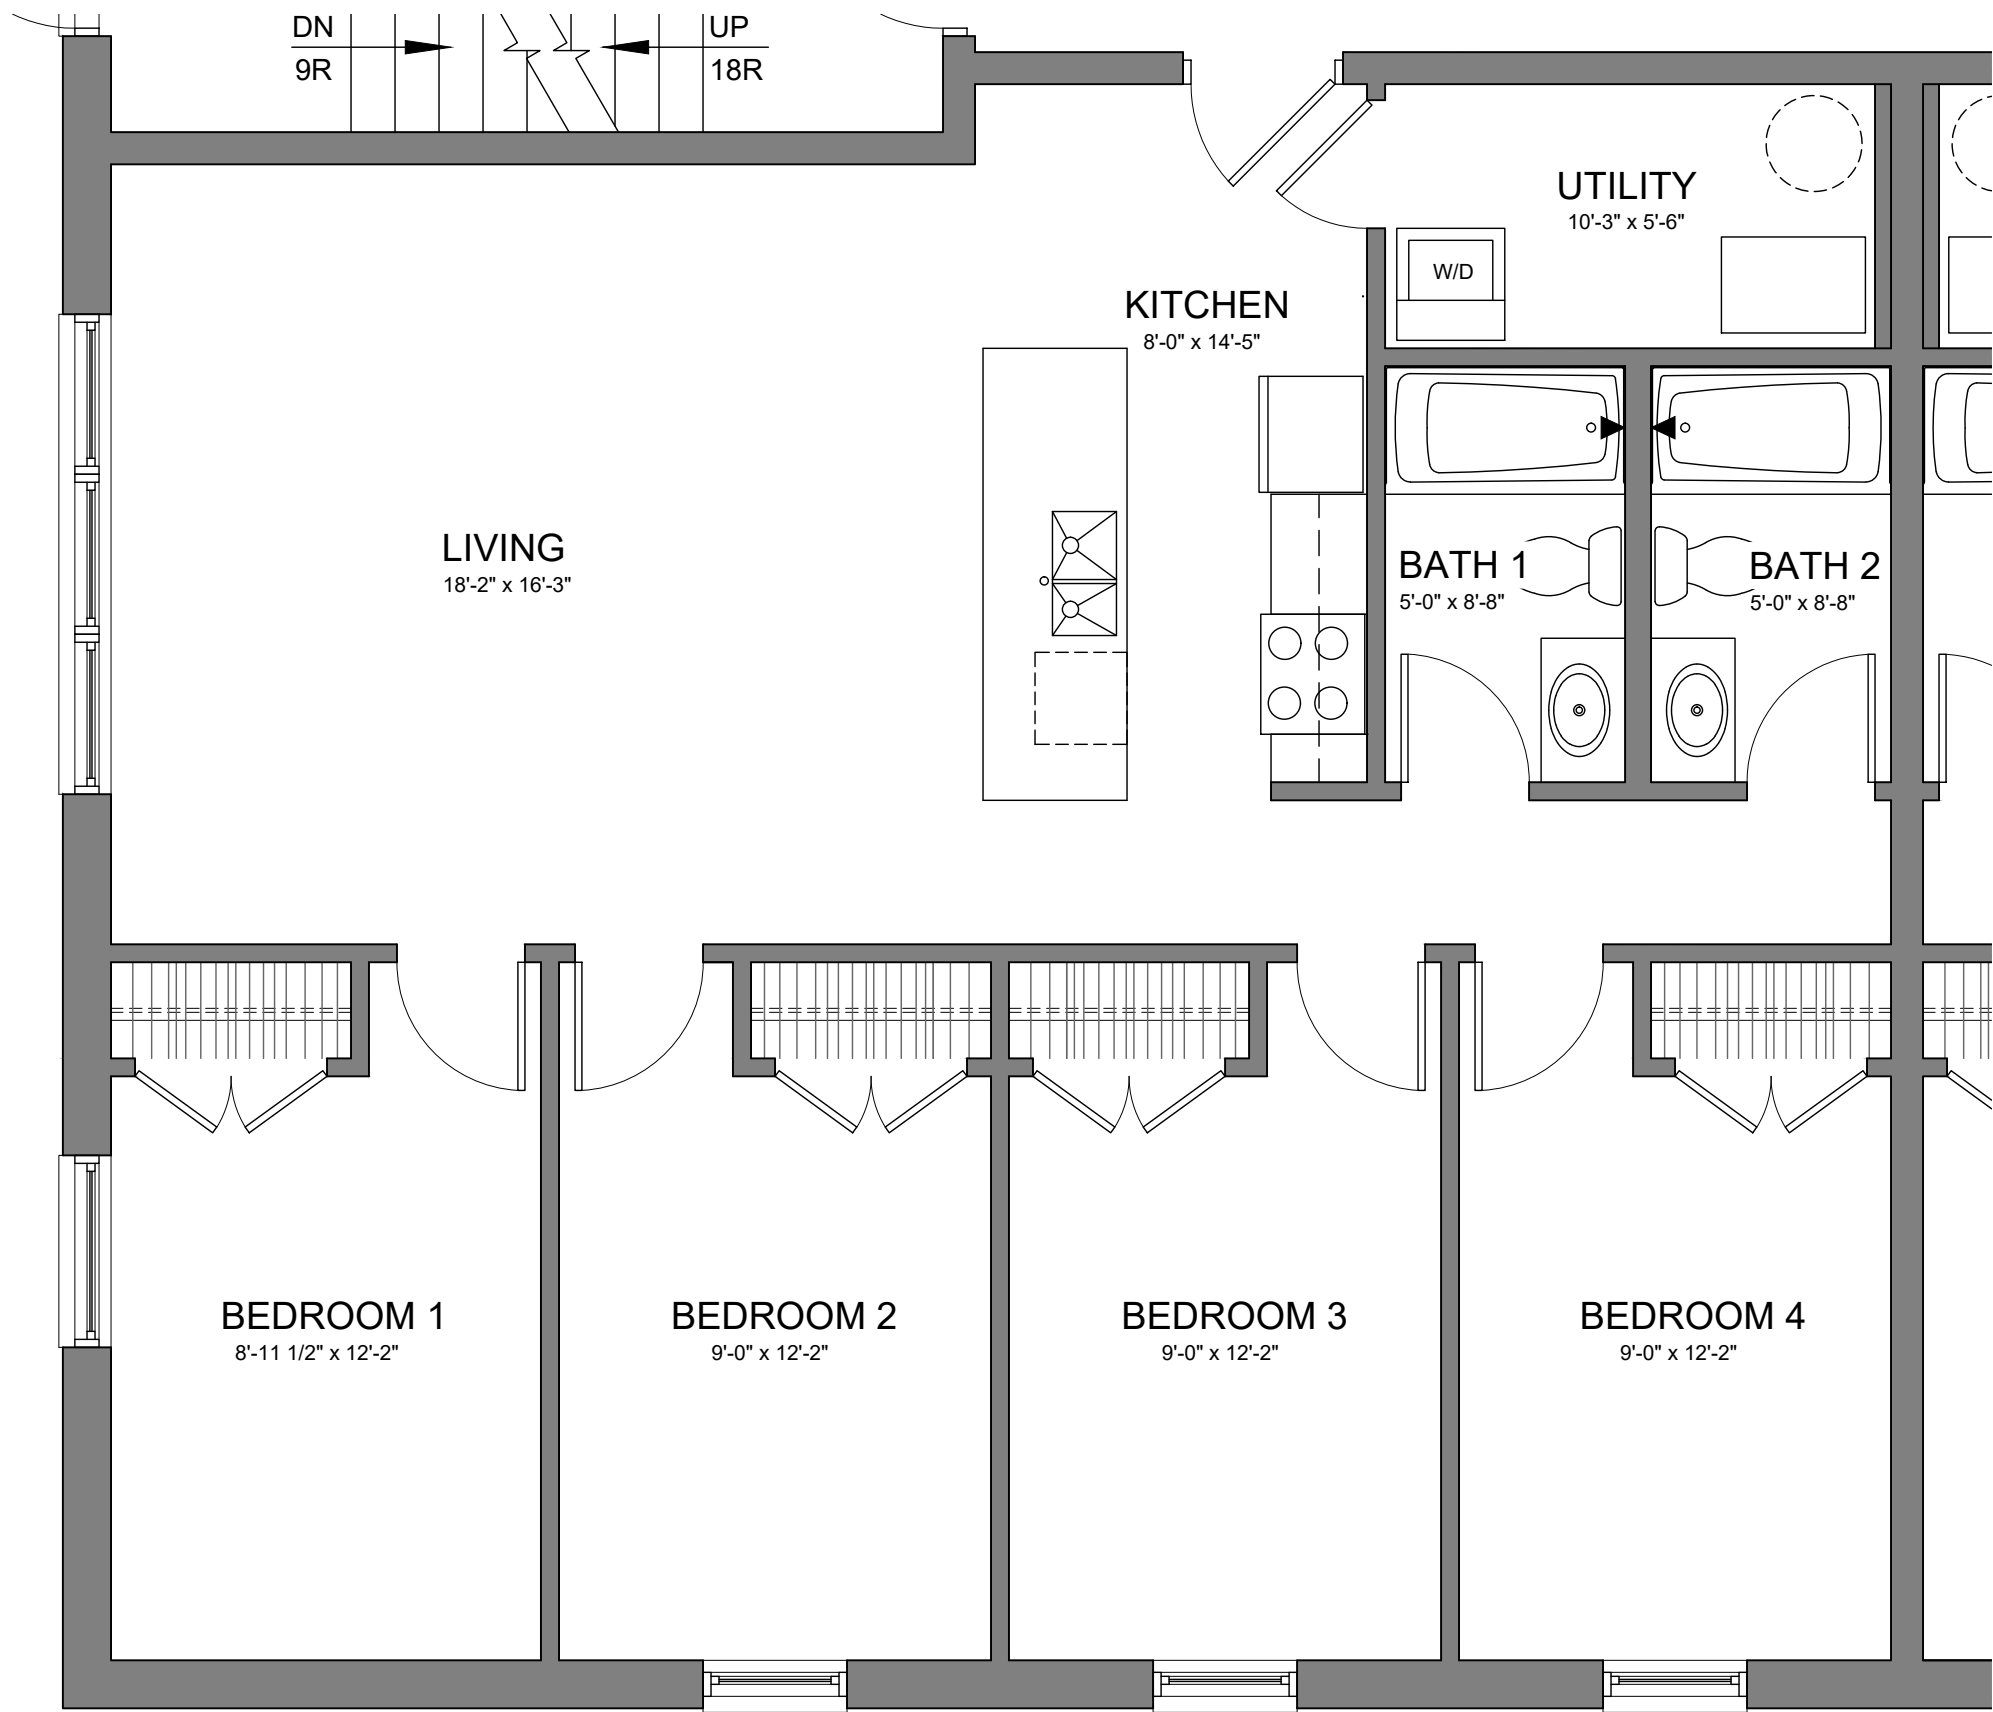 DN
9R
UP
18R
UTILITY
10'-3" x 5'-6"
W/D
KITCHEN
8'-0" x 14'-5"
LIVING
18'-2" x 16'-3"
BATH 1
5'-0" x 8'-8"
BATH 2
5'-0" x 8'-8"
BEDROOM 1
8'-11 1/2" x 12'-2"
BEDROOM 2
9'-0" x 12'-2"
BEDROOM 3
9'-0" x 12'-2"
BEDROOM 4
9'-0" x 12'-2"